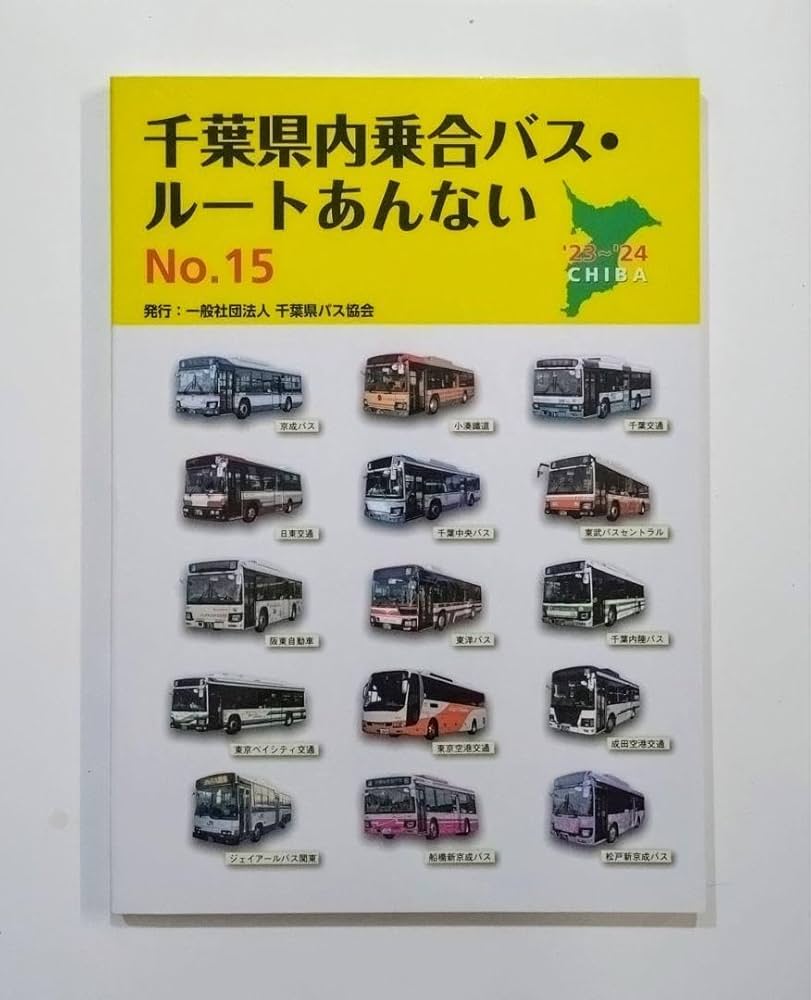 千葉県内乗合バス・
ルートあんない
No.15
'23~'24
CHIBA
発行：一般社団法人 千葉県バス協会
京成バス
小湊鐵道
千葉交通
日東交通
千葉中央バス
東武バスセントラル
阪東自動車
東洋バス
千葉内陸バス
東京ベイシティ交通
東京空港交通
成田空港交通
ジェイアールバス関東
船橋新京成バス
松戸新京成バス